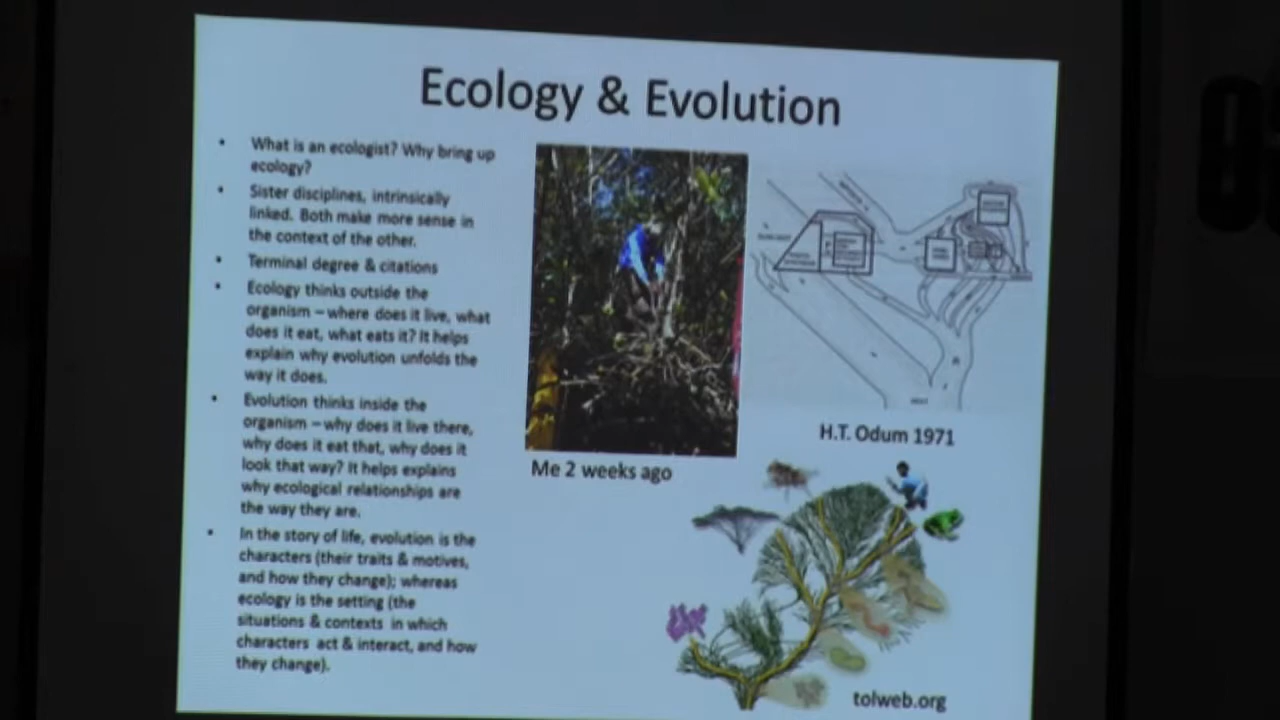 Ecology & Evolution
• What is an ecologist? Why bring up
ecology?
• Sister disciplines, intrinsically
linked. Both make more sense in
the context of the other.
• Terminal degree & citations
• Ecology thinks outside the
organism – where does it live, what
does it eat, what eats it? It helps
explain why evolution unfolds the
way it does.
• Evolution thinks inside the
organism – why does it live there,
why does it eat that, why does it
look that way? It helps explains
why ecological relationships are
the way they are.
• In the story of life, evolution is the
characters (their traits & motives,
and how they change); whereas
ecology is the setting (the
situations & contexts in which
characters act & interact, and how
they change).
Me 2 weeks ago
H.T. Odum 1971
tolweb.org